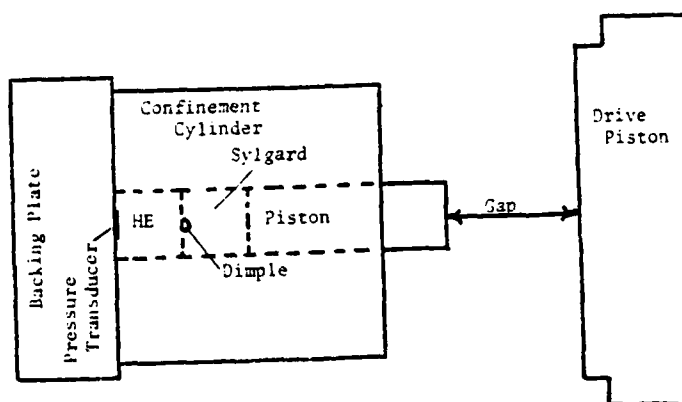 Confinement
Cylinder
Sylgard
Drive
Piston
HE
Piston
Gap
Dimple
Backing Plate
Pressure
Transducer